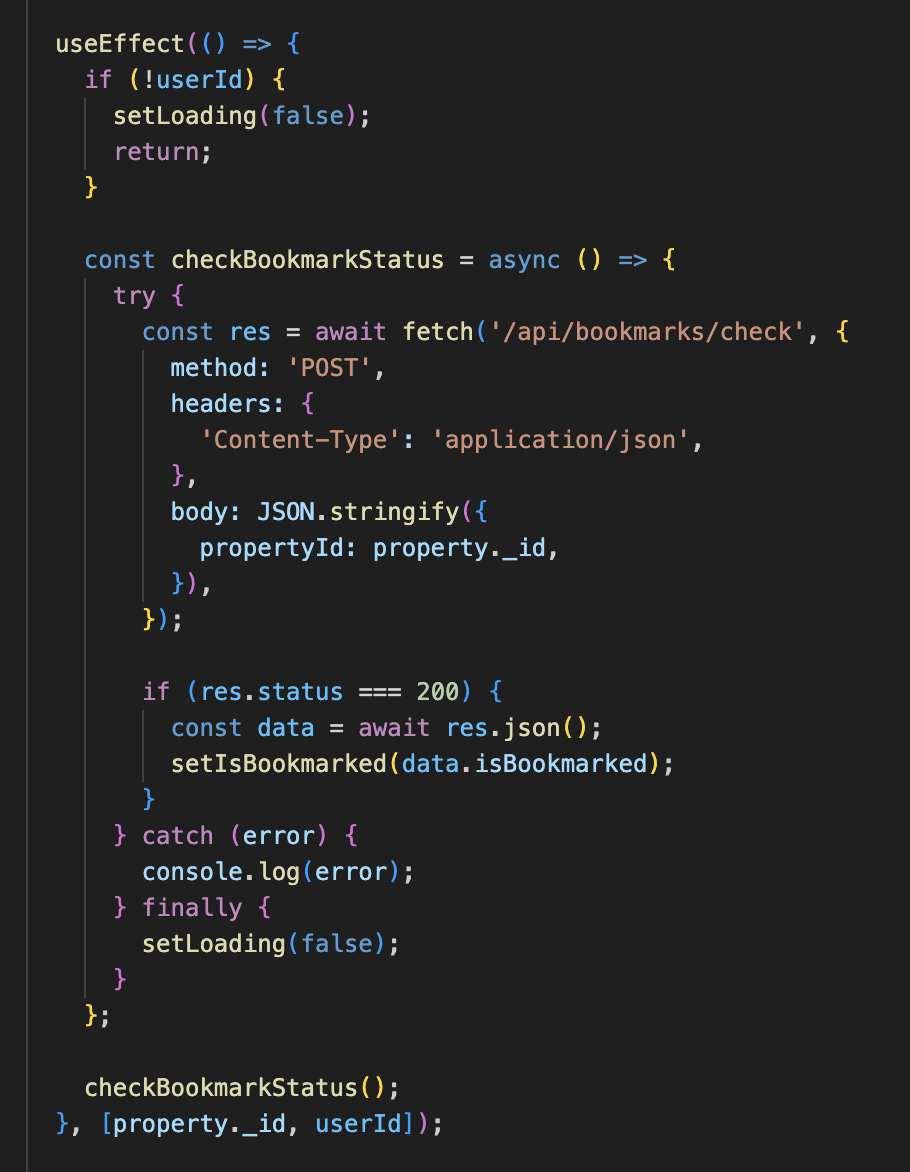 useEffect(() => {
  if (!userId) {
    setLoading(false);
    return;
  }

  const checkBookmarkStatus = async () => {
    try {
      const res = await fetch('/api/bookmarks/check', {
        method: 'POST',
        headers: {
          'Content-Type': 'application/json',
        },
        body: JSON.stringify({
          propertyId: property._id,
        }),
      });

      if (res.status === 200) {
        const data = await res.json();
        setIsBookmarked(data.isBookmarked);
      }
    } catch (error) {
      console.log(error);
    } finally {
      setLoading(false);
    }
  };

  checkBookmarkStatus();
}, [property._id, userId]);